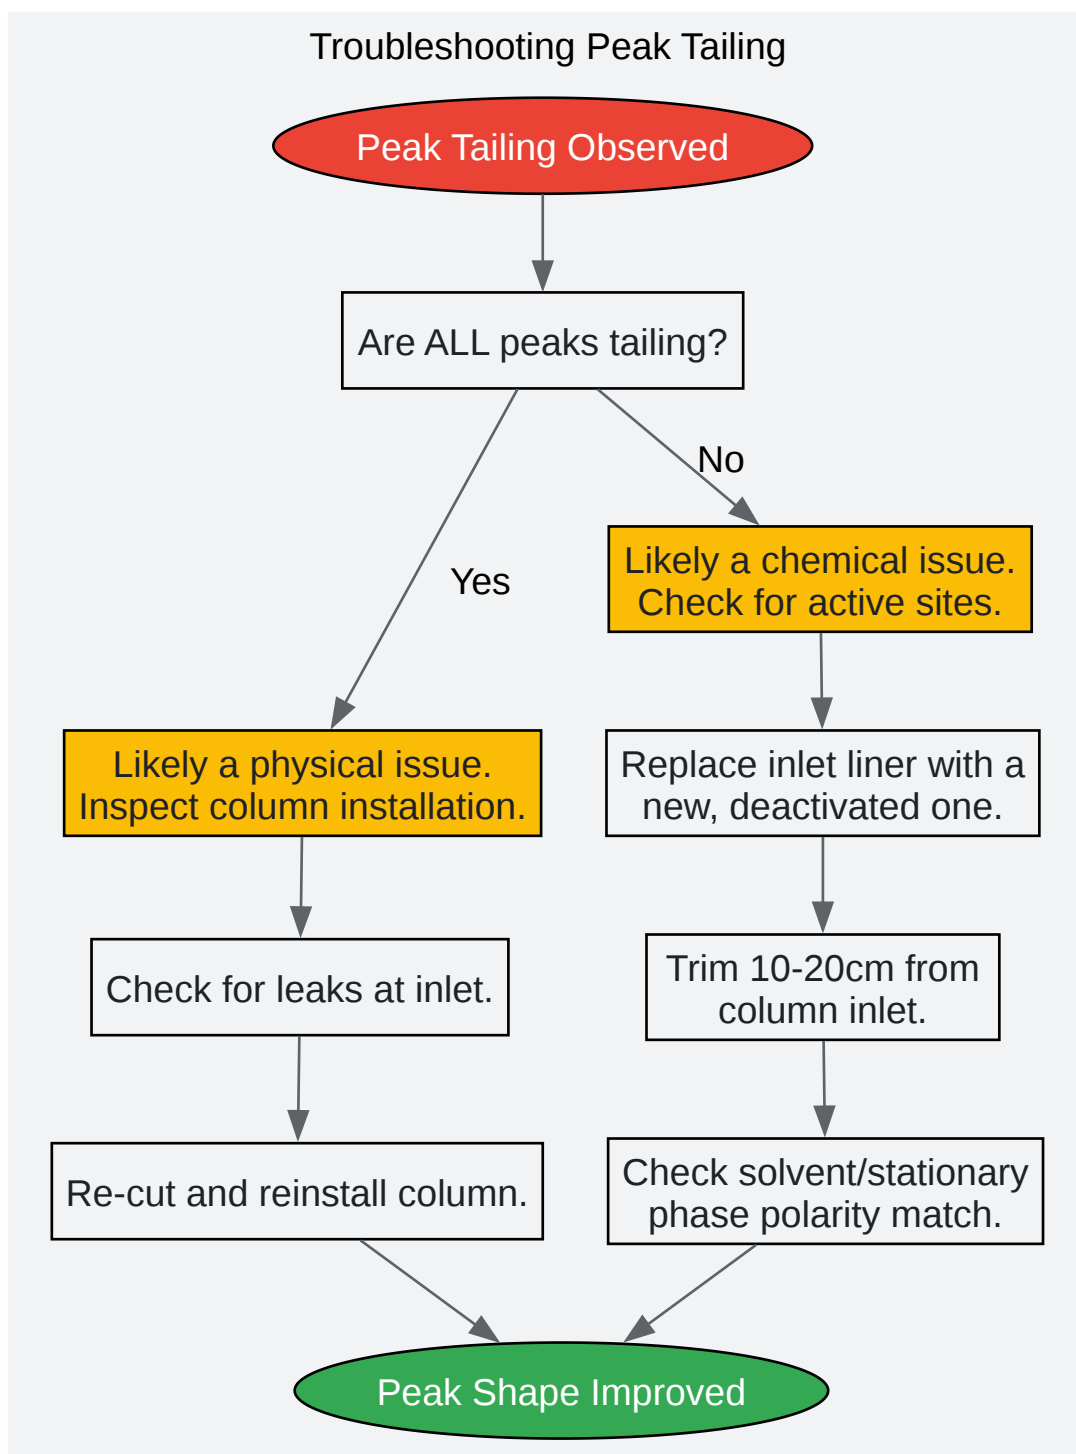 Troubleshooting Peak Tailing
Peak Tailing Observed
Are ALL peaks tailing?
No
Yes
Likely a chemical issue.
Check for active sites.
Likely a physical issue.
Inspect column installation.
Replace inlet liner with a
new, deactivated one.
Check for leaks at inlet.
Trim 10-20cm from
column inlet.
Re-cut and reinstall column.
Check solvent/stationary
phase polarity match.
Peak Shape Improved